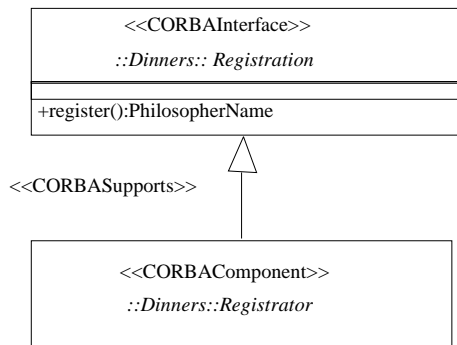 <<CORBAInterface>>
::Dinners:: Registration
+register():PhilosopherName
<<CORBASupports>>
<<CORBAComponent>>
::Dinners::Registrator